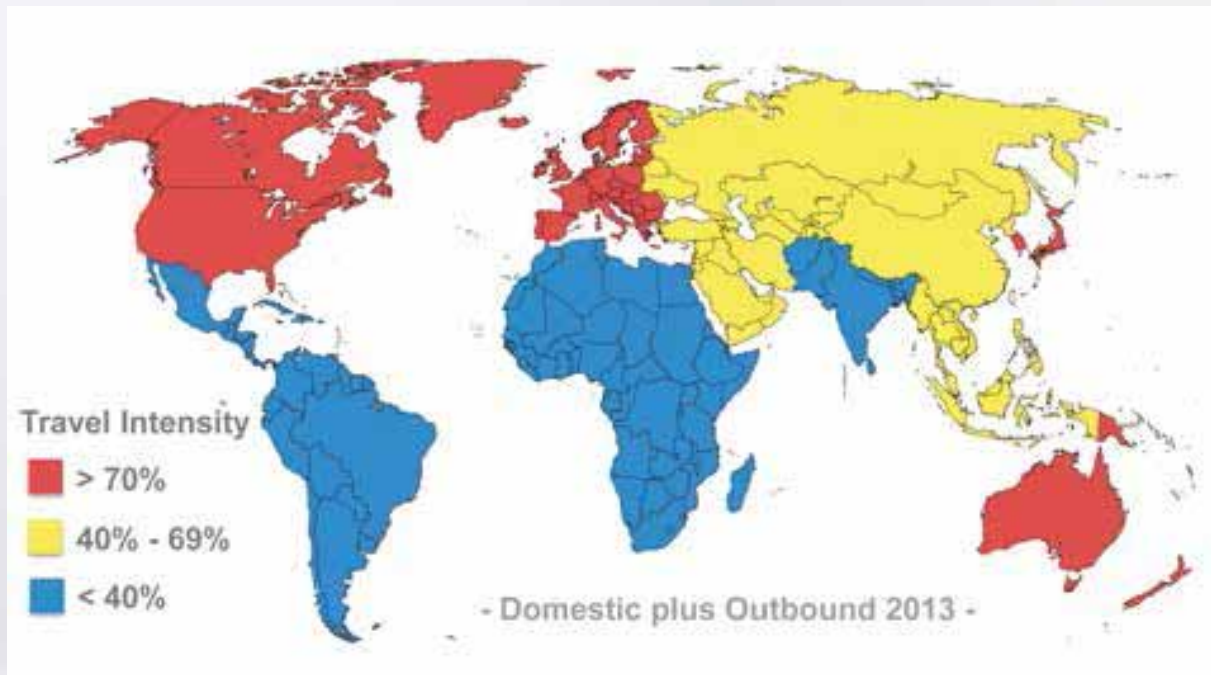 Travel Intensity
> 70%
40% - 69%
< 40%
- Domestic plus Outbound 2013 -